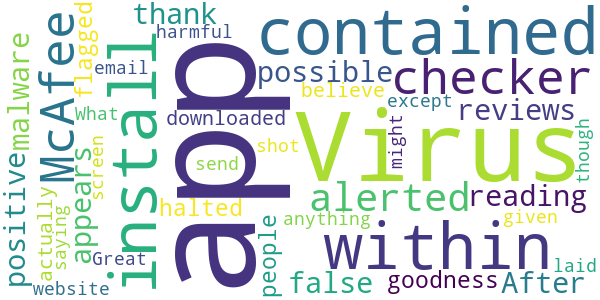 app
Virus
install
within
contained
checker
McAfee
alerted
possible
thank
malware
positive
appears
false
After
reading
reviews
flagged
harmful
email
What
screen
actually
saying
Great
website
downloaded
send
shot
halted
people
believe
except
might
though
anything
given
goodness
laid